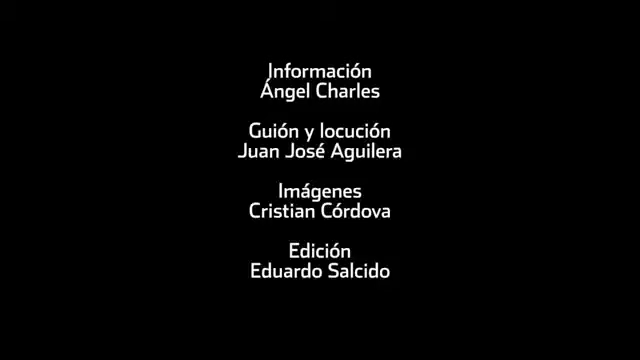 Información
Ángel Charles
Guión y locución
Juan José Aguilera
Imágenes
Cristian Córdova
Edición
Eduardo Salcido